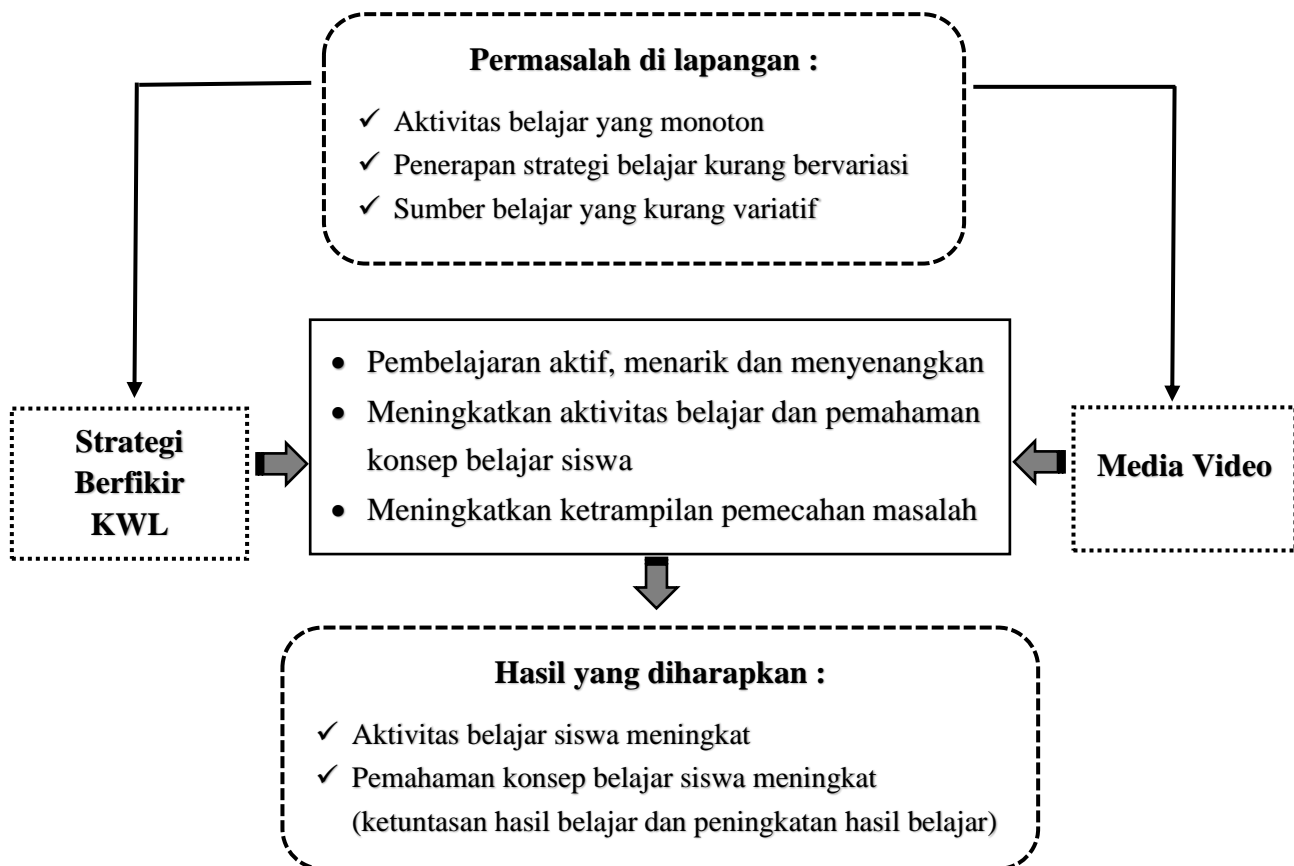 Permasalah di lapangan :
✓ Aktivitas belajar yang monoton
✓ Penerapan strategi belajar kurang bervariasi
✓ Sumber belajar yang kurang variatif
Strategi
Berfikir
KWL
• Pembelajaran aktif, menarik dan menyenangkan
• Meningkatkan aktivitas belajar dan pemahaman
konsep belajar siswa
• Meningkatkan ketrampilan pemecahan masalah
Media Video
Hasil yang diharapkan :
✓ Aktivitas belajar siswa meningkat
✓ Pemahaman konsep belajar siswa meningkat
(ketuntasan hasil belajar dan peningkatan hasil belajar)